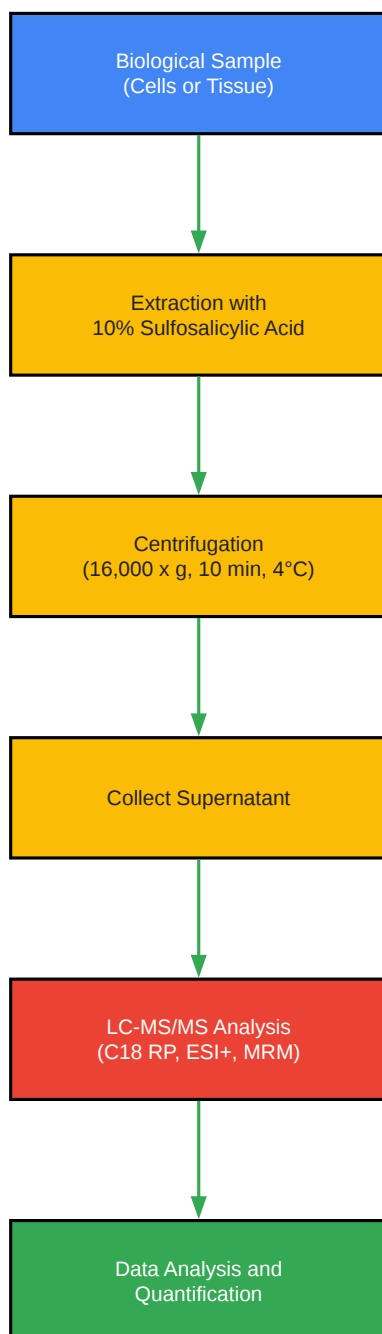 Biological Sample
(Cells or Tissue)
Extraction with
10% Sulfosalicylic Acid
Centrifugation
(16,000 x g, 10 min, 4°C)
Collect Supernatant
LC-MS/MS Analysis
(C18 RP, ESI+, MRM)
Data Analysis and
Quantification